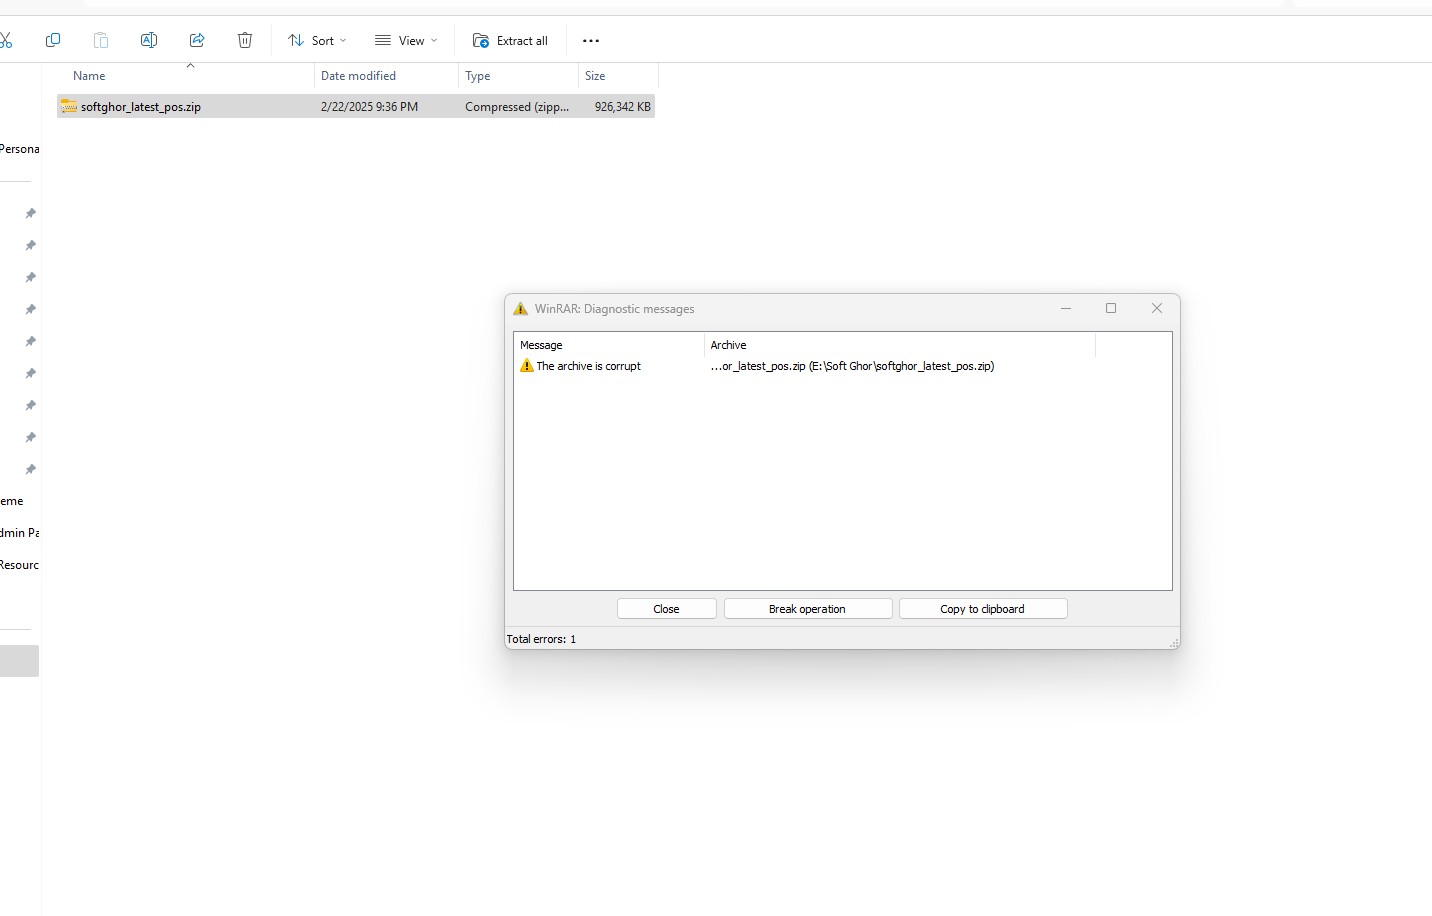 Sort
View
Extract all
Name
Date modified
Type
Size
softghor_latest_pos.zip
2/22/2025 9:36 PM
Compressed (zipp...
926,342 KB
Persona
eme
dmin Pa
Resourc
WinRAR: Diagnostic messages
Message
Archive
The archive is corrupt
...or_latest_pos.zip (E:\Soft Ghor\softghor_latest_pos.zip)
Close
Break operation
Copy to clipboard
Total errors: 1